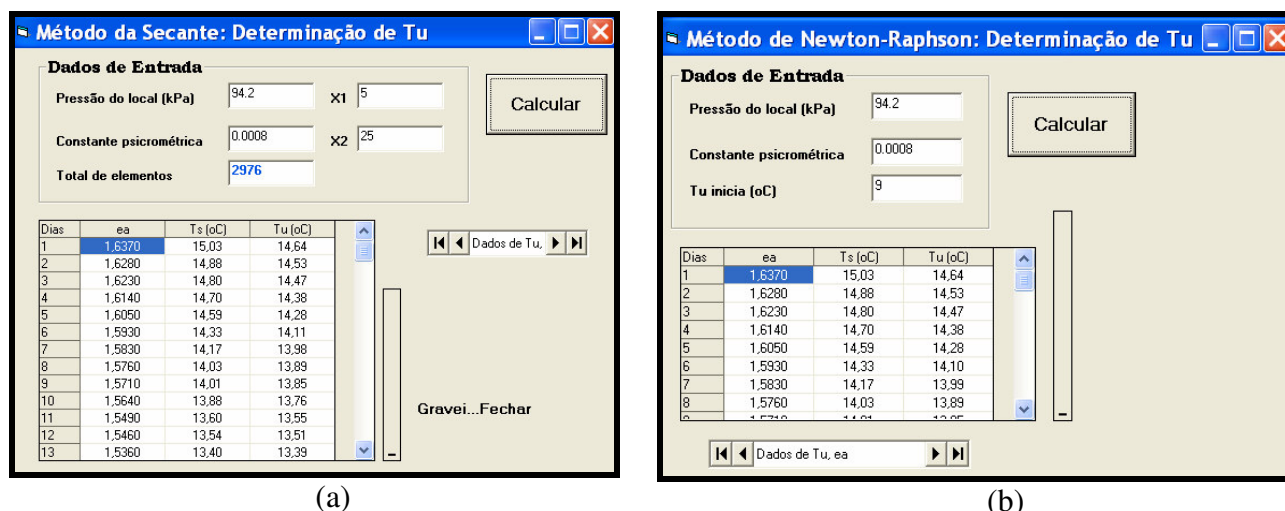 Método da Secante: Determinação de Tu
Dados de Entrada
Pressão do local (kPa) 94.2 X1 5
Constante psicrométrica 0.0008 X2 25
Total de elementos 2976
Calcular
Dias ea Ts (oC) Tu (oC)
1 1,6370 15,03 14,64
2 1,6280 14,88 14,53
3 1,6230 14,80 14,47
4 1,6140 14,70 14,38
5 1,6050 14,59 14,28
6 1,5930 14,33 14,11
7 1,5830 14,17 13,98
8 1,5760 14,03 13,89
9 1,5710 14,01 13,85
10 1,5640 13,88 13,76
11 1,5490 13,60 13,55
12 1,5460 13,54 13,51
13 1,5360 13,40 13,39
Dados de Tu,
Gravei...Fechar
(a)
Método de Newton-Raphson: Determinação de Tu
Dados de Entrada
Pressão do local (kPa) 94.2
Constante psicrométrica 0.0008
Tu inicia (oC) 9
Calcular
Dias ea Ts (oC) Tu (oC)
1 1,6370 15,03 14,64
2 1,6280 14,88 14,53
3 1,6230 14,80 14,47
4 1,6140 14,70 14,38
5 1,6050 14,59 14,28
6 1,5930 14,33 14,10
7 1,5830 14,17 13,99
8 1,5760 14,03 13,89
Dados de Tu, ea
(b)